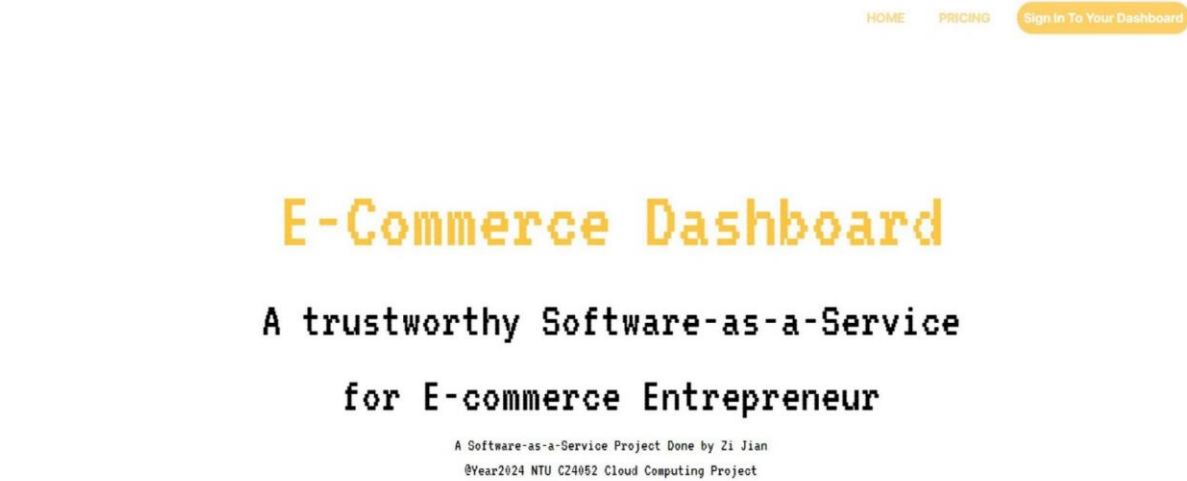 HOME PRICING Sign In To Your Dashboard
E-Commerce Dashboard
A trustworthy Software-as-a-Service
for E-commerce Entrepreneur
A Software-as-a-Service Project Done by Zi Jian
@Year2024 NTU CZ4052 Cloud Computing Project